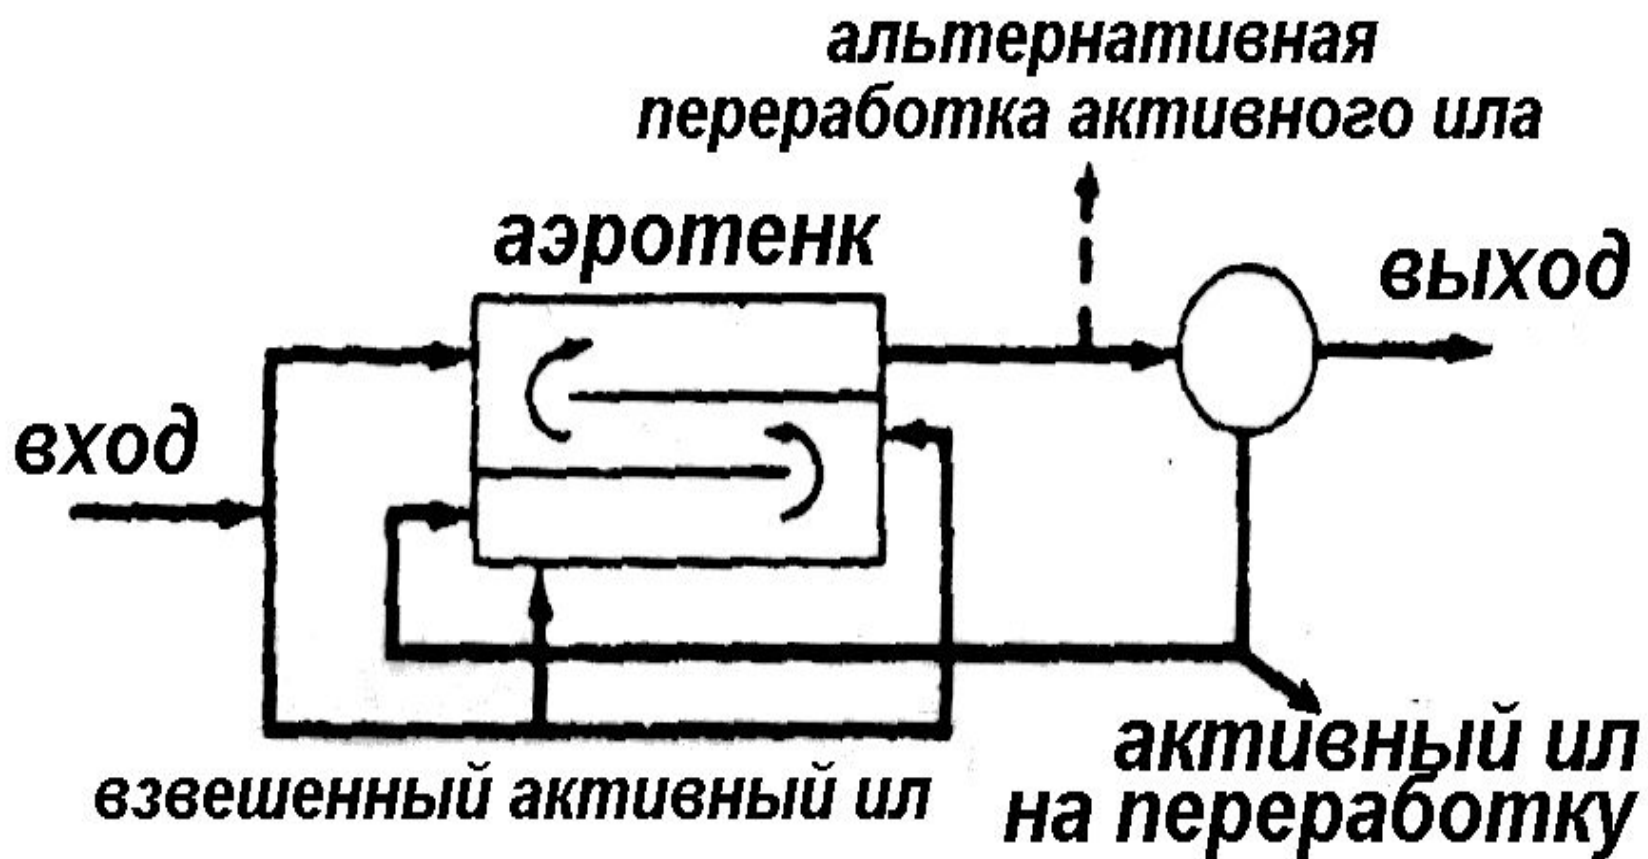 альтернативная
переработка активного ила
аэротенк
выход
вход
взвешенный активный ил
активный ил
на переработку